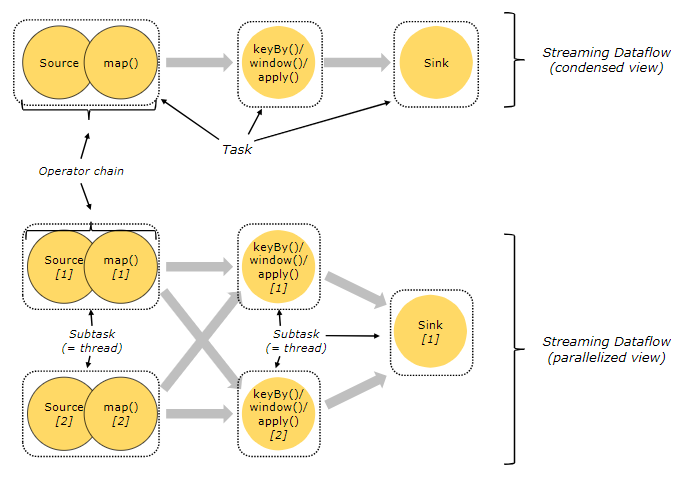 Source
map()
keyBy()/
window()/
apply()
Sink
Streaming Dataflow
(condensed view)
Task
Operator chain
Source
[1]
map()
[1]
keyBy()/
window()/
apply()
[1]
Subtask
(= thread)
Subtask
(= thread)
Sink
[1]
Streaming Dataflow
(parallelized view)
Source
[2]
map()
[2]
keyBy()/
window()/
apply()
[2]